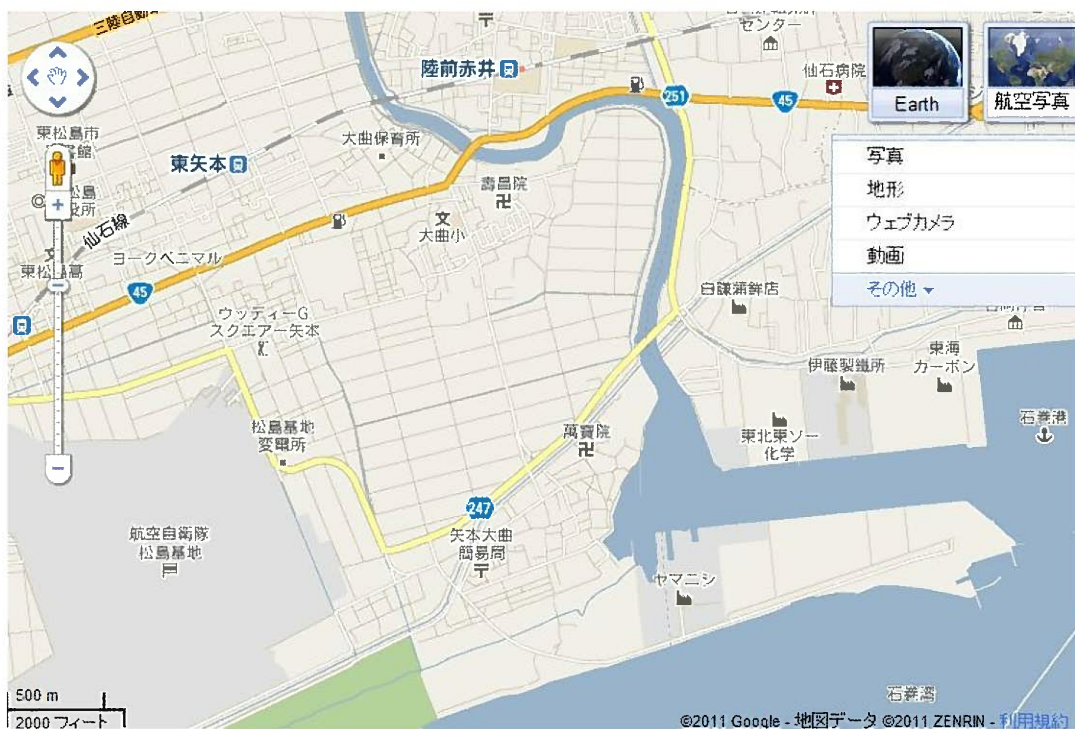 三陸自動
センター
陸前赤井
仙石病院
251
45
Earth
航空写真
東松島市
大曲保育所
写真
地形
ウェブカメラ
動画
その他
東矢本
壽昌院
大曲小
仙石線
ヨークベニマル
東松島高
45
ウッディーG
スクエアー矢本
白謙蒲鉾店
伊藤製鐵所
東海
カーボン
石巻港
東北東ソー
化学
松島基地
変電所
萬寶院
247
航空自衛隊
松島基地
矢本大曲
簡易局
ヤマニシ
石巻湾
500 m
2000 フィート
©2011 Google - 地図データ ©2011 ZENRIN - 利用規約